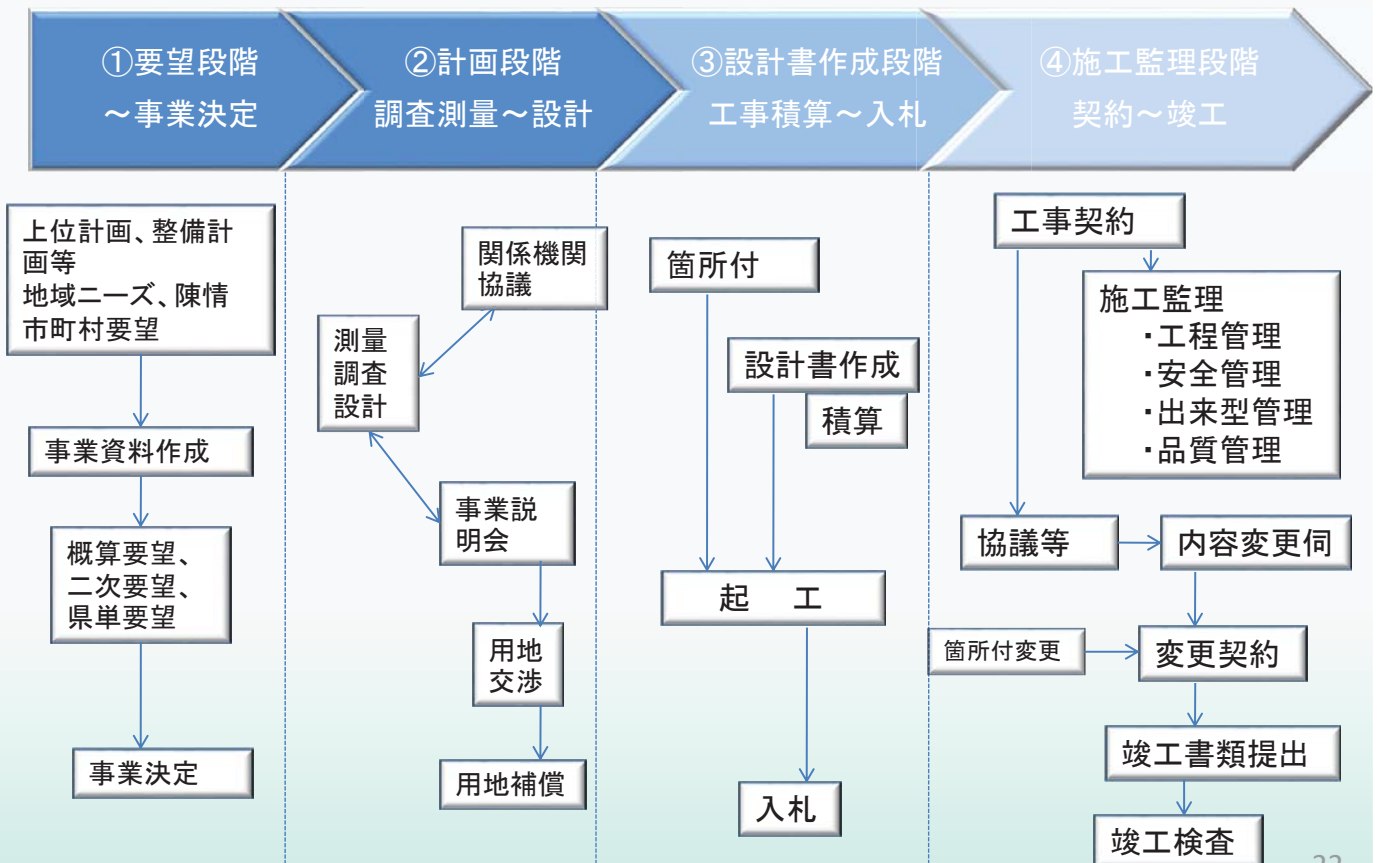 ①要望段階
～事業決定
②計画段階
調査測量～設計
③設計書作成段階
工事積算～入札
④施工監理段階
契約～竣工
上位計画、整備計
画等
地域ニーズ、陳情
市町村要望
事業資料作成
概算要望、
二次要望、
県単要望
事業決定
関係機関
協議
測量
調査
設計
事業説
明会
用地
交渉
用地補償
箇所付
設計書作成
積算
起　工
入札
工事契約
施工監理
・工程管理
・安全管理
・出来型管理
・品質管理
協議等
内容変更伺
箇所付変更
変更契約
竣工書類提出
竣工検査